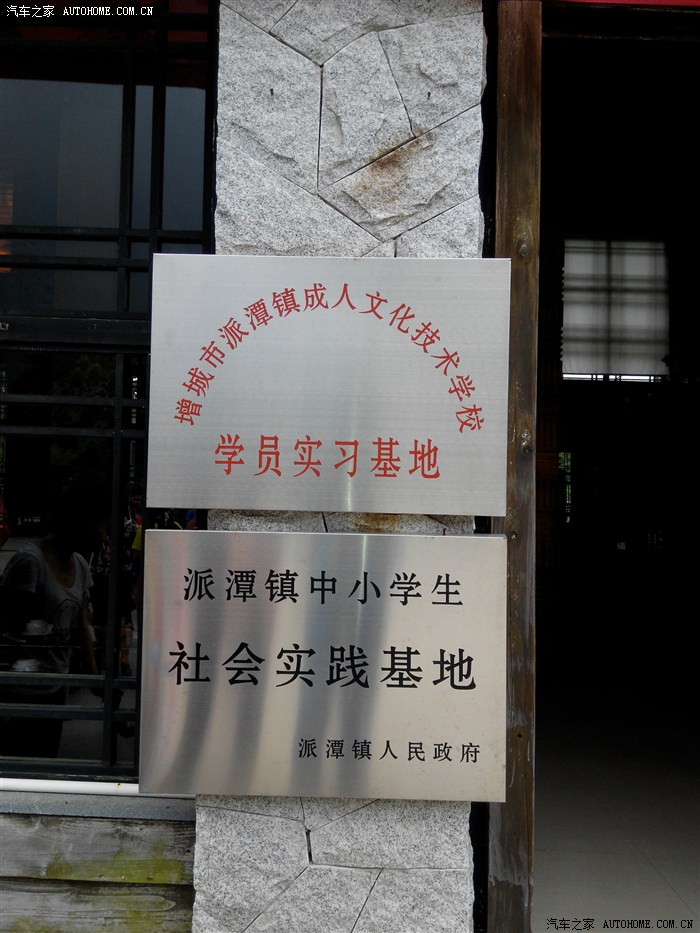 汽车之家 AUTOHOME.COM.CN
增城市派潭镇成人文化技术学校
学员实习基地
派潭镇中小学生
社会实践基地
派潭镇人民政府
汽车之家 AUTOHOME.COM.CN